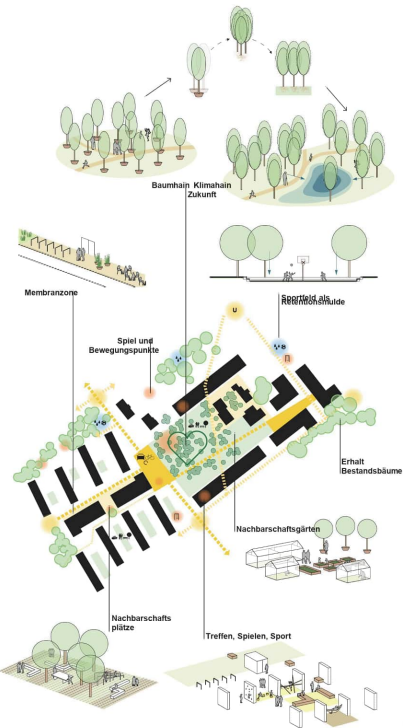 Baumhain Klimahain
Zukunft
Membranzone
Sportfeld als
Retentionsmulde
Spiel und
Bewegungspunkte
U
Erhalt
Bestandsbäume
Nachbarschaftsgärten
Nachbarschafts
plätze
Treffen, Spielen, Sport